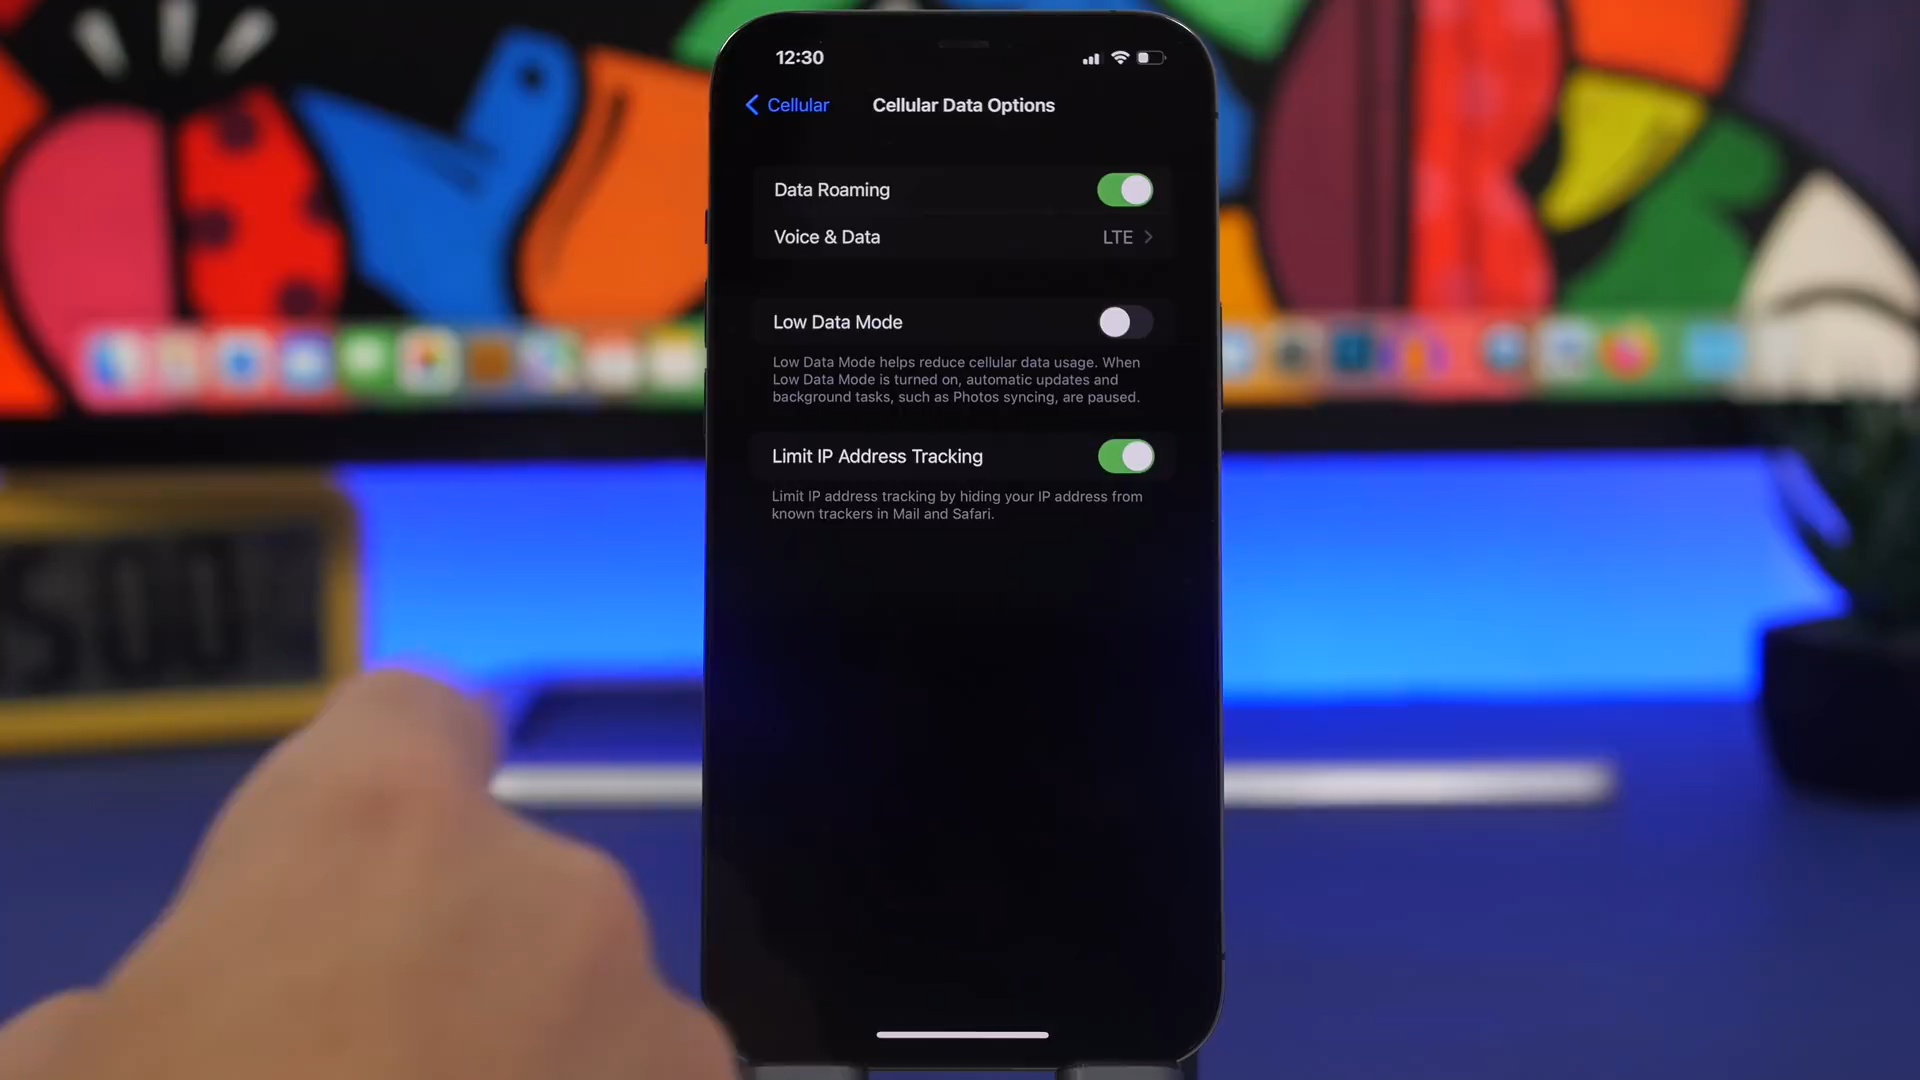 12:30
Cellular
Cellular Data Options
Data Roaming
Voice & Data
LTE
Low Data Mode
Low Data Mode helps reduce cellular data usage. When
Low Data Mode is turned on, automatic updates and
background tasks, such as Photos syncing, are paused.
Limit IP Address Tracking
Limit IP address tracking by hiding your IP address from
known trackers in Mail and Safari.